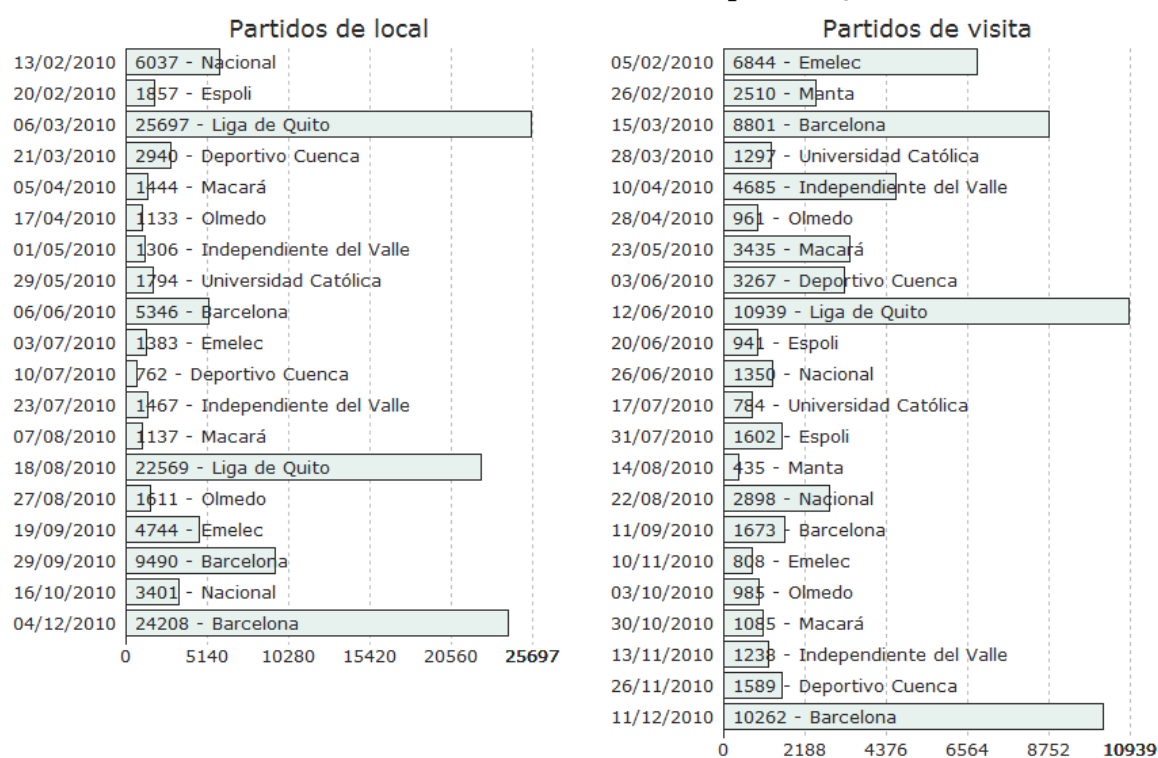 Partidos de local
13/02/2010 6037 - Nacional
20/02/2010 1857 - Espoli
06/03/2010 25697 - Liga de Quito
21/03/2010 2940 - Deportivo Cuenca
05/04/2010 1444 - Macará
17/04/2010 1133 - Olmedo
01/05/2010 1306 - Independiente del Valle
29/05/2010 1794 - Universidad Católica
06/06/2010 5346 - Barcelona
03/07/2010 1383 - Emelec
10/07/2010 762 - Deportivo Cuenca
23/07/2010 1467 - Independiente del Valle
07/08/2010 1137 - Macará
18/08/2010 22569 - Liga de Quito
27/08/2010 1611 - Olmedo
19/09/2010 4744 - Emelec
29/09/2010 9490 - Barcelona
16/10/2010 3401 - Nacional
04/12/2010 24208 - Barcelona
0 5140 10280 15420 20560 25697
Partidos de visita
05/02/2010 6844 - Emelec
26/02/2010 2510 - Manta
15/03/2010 8801 - Barcelona
28/03/2010 1297 - Universidad Católica
10/04/2010 4685 - Independiente del Valle
28/04/2010 961 - Olmedo
23/05/2010 3435 - Macará
03/06/2010 3267 - Deportivo Cuenca
12/06/2010 10939 - Liga de Quito
20/06/2010 941 - Espoli
26/06/2010 1350 - Nacional
17/07/2010 784 - Universidad Católica
31/07/2010 1602 - Espoli
14/08/2010 435 - Manta
22/08/2010 2898 - Nacional
11/09/2010 1673 - Barcelona
10/11/2010 808 - Emelec
03/10/2010 985 - Olmedo
30/10/2010 1085 - Macará
13/11/2010 1238 - Independiente del Valle
26/11/2010 1589 - Deportivo Cuenca
11/12/2010 10262 - Barcelona
0 2188 4376 6564 8752 10939